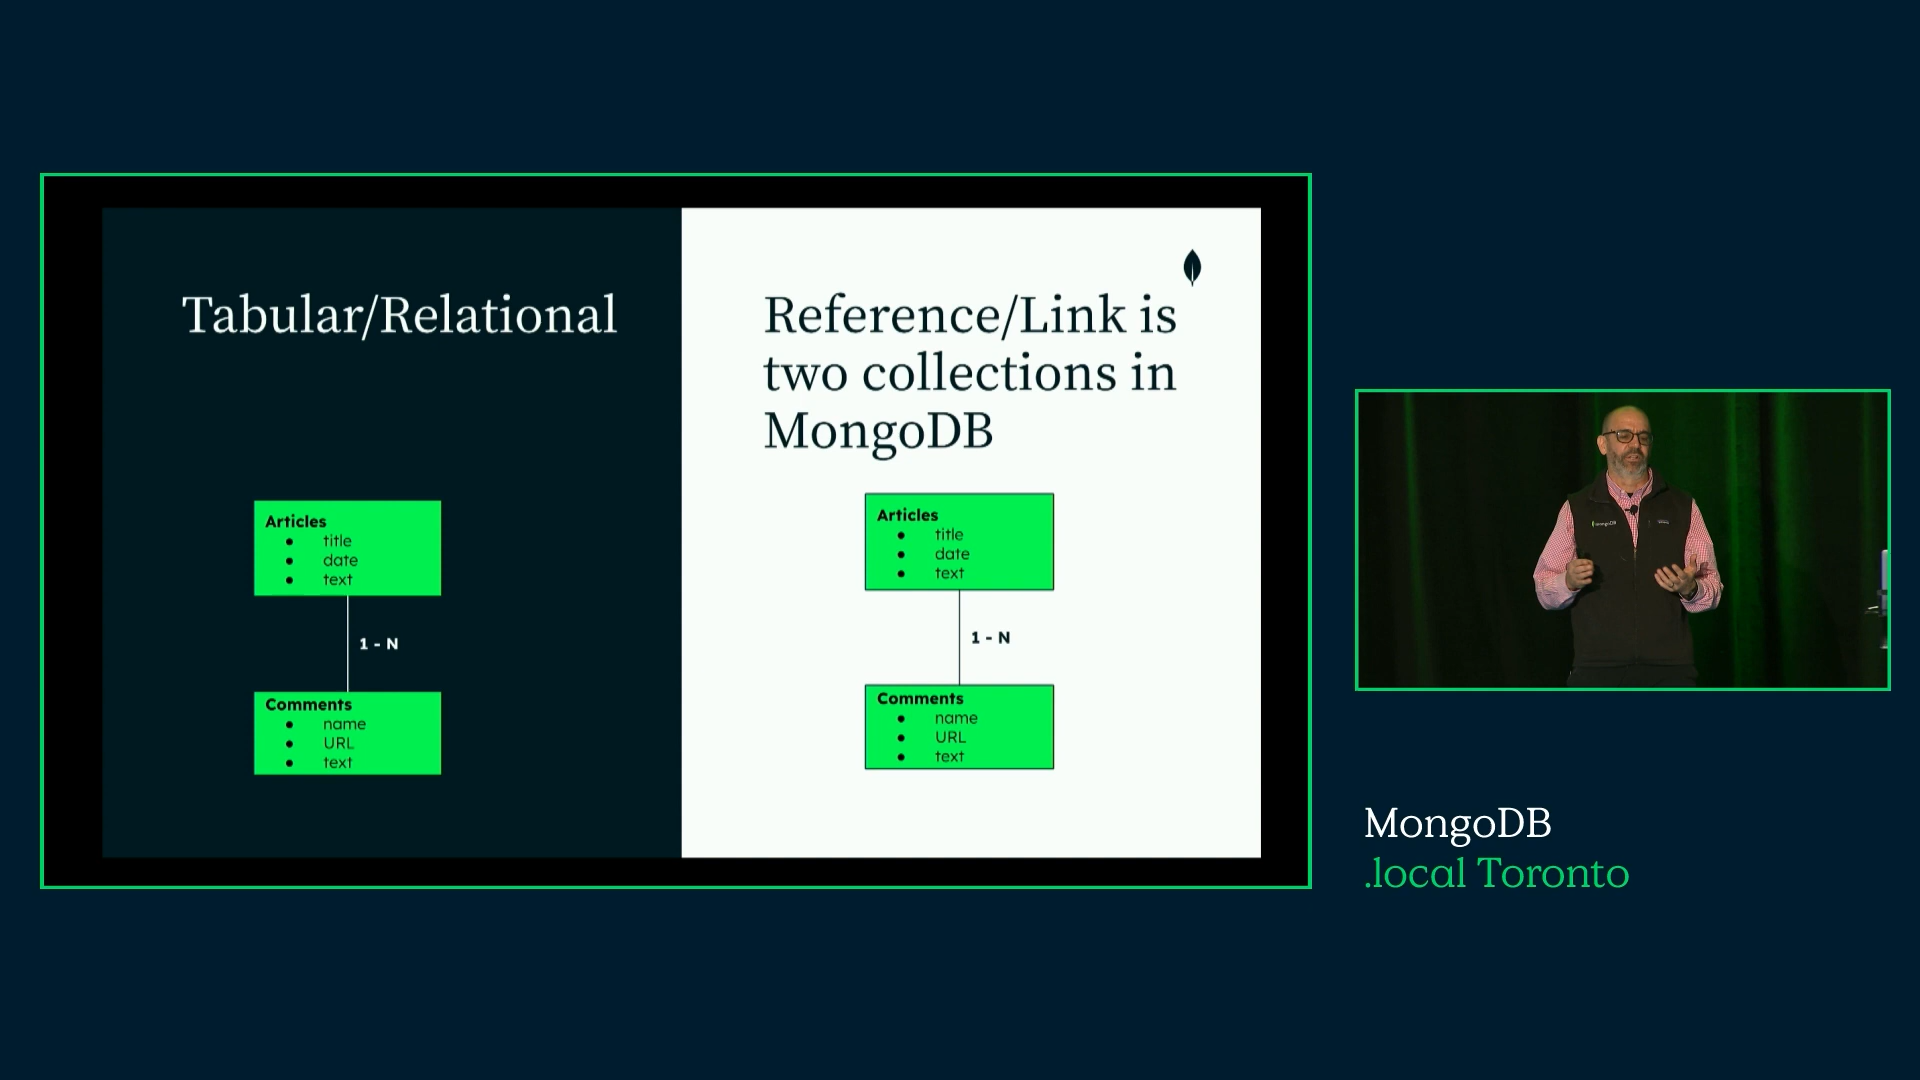 Tabular/Relational
Articles
● title
● date
● text
1 - N
Comments
● name
● URL
● text
Reference/Link is
two collections in
MongoDB
Articles
● title
● date
● text
1 - N
Comments
● name
● URL
● text
mongoDB
MongoDB
.local Toronto